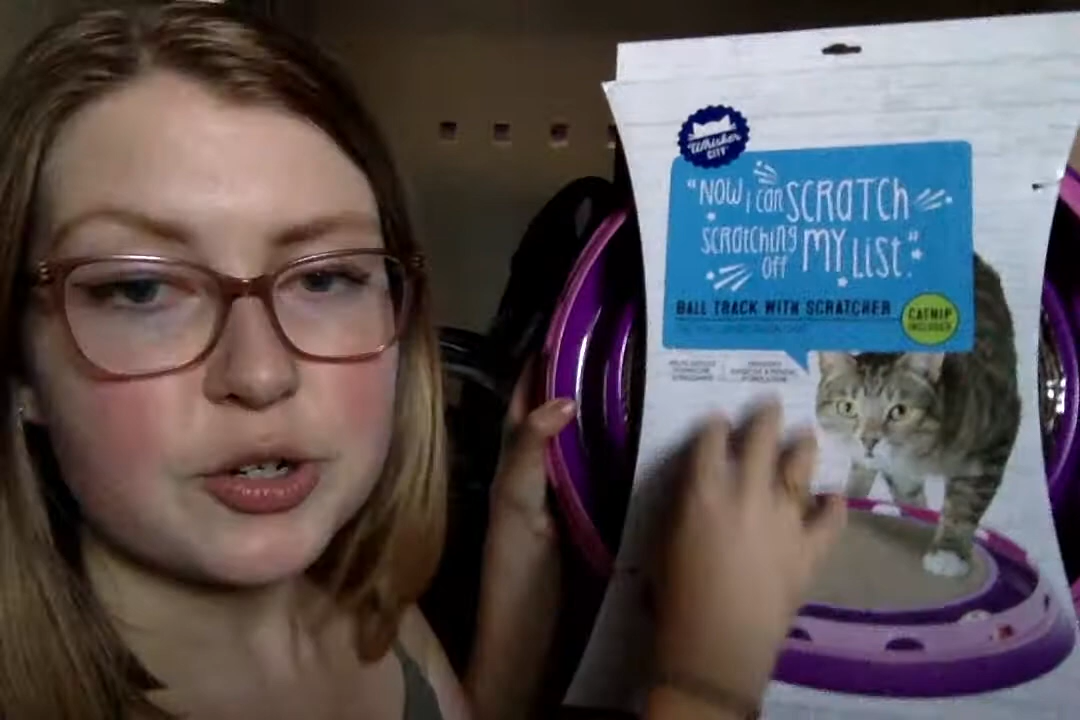 Whisker
CITY
"NOW I can SCRATCH
SCRatcHing
OFF MY LIST."
BALL TRACK WITH SCRATCHER
CATNIP
INCLUDED